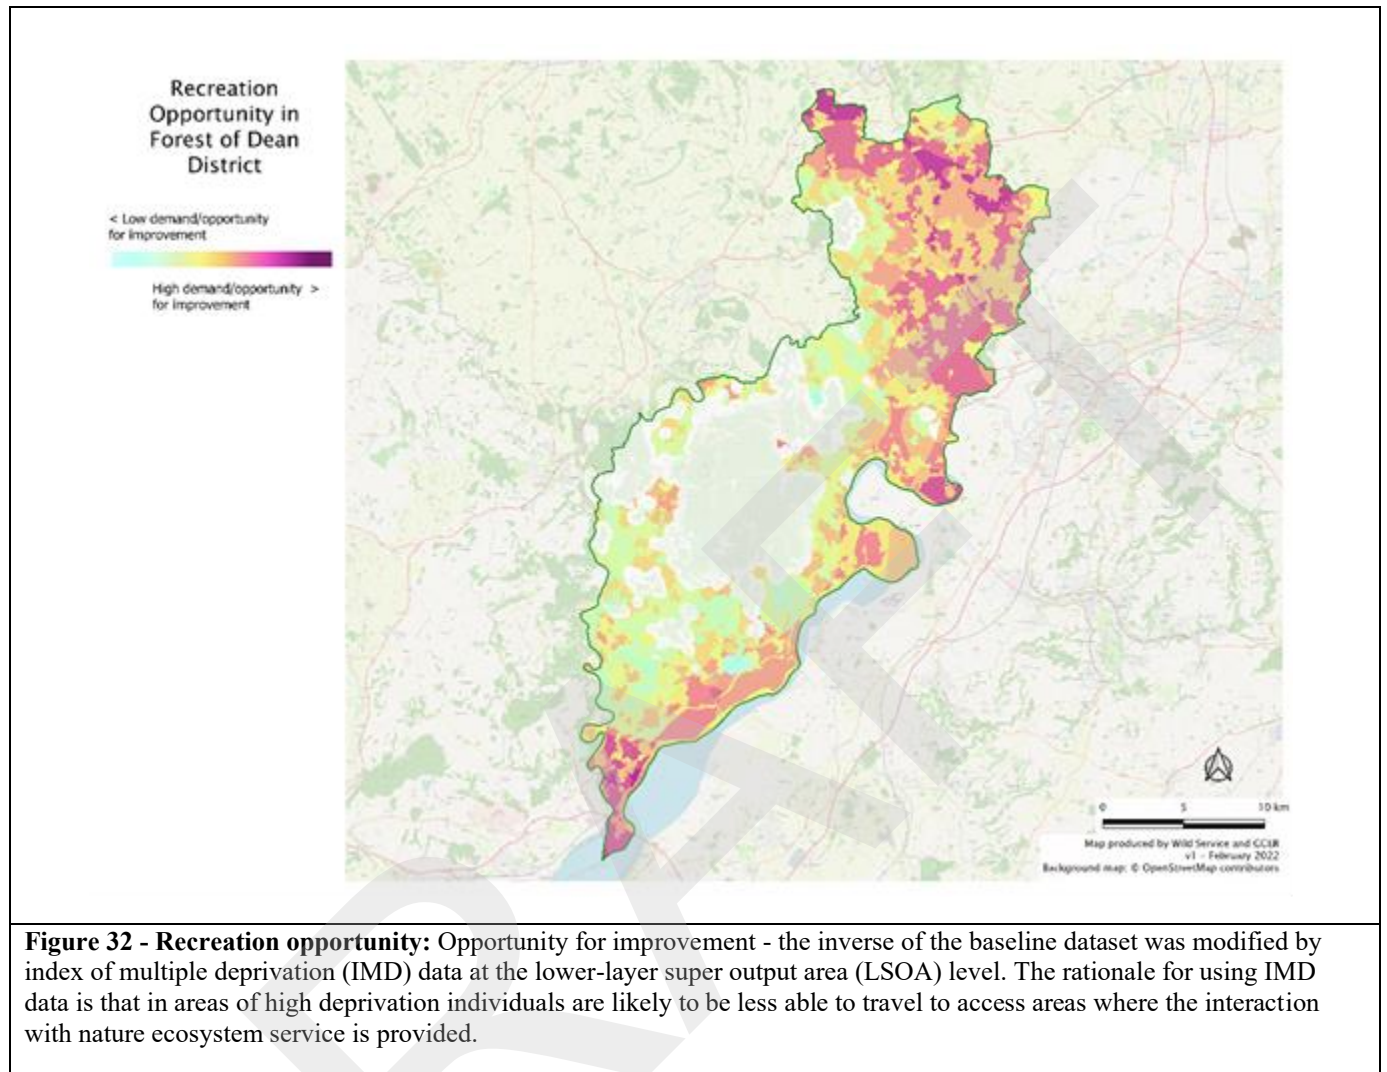 Recreation
Opportunity in
Forest of Dean
District
< Low demand/opportunity
for improvement
High demand/opportunity >
for improvement
0 5 10 km
Map produced by Wild Service and GCER
v1 - February 2022
Background map: © OpenStreetMap contributors
Figure 32 - Recreation opportunity: Opportunity for improvement - the inverse of the baseline dataset was modified by
index of multiple deprivation (IMD) data at the lower-layer super output area (LSOA) level. The rationale for using IMD
data is that in areas of high deprivation individuals are likely to be less able to travel to access areas where the interaction
with nature ecosystem service is provided.